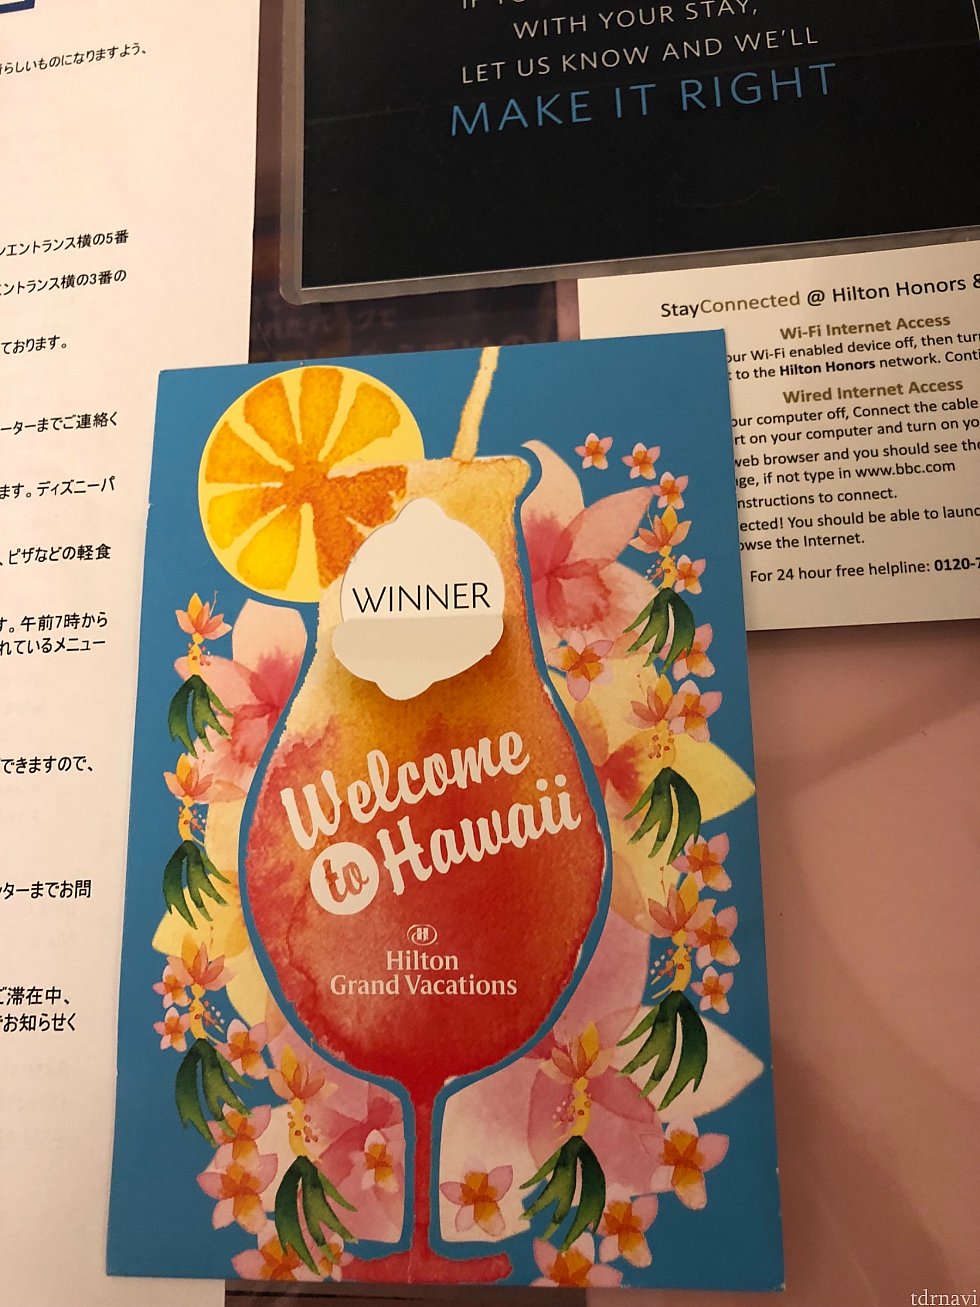 WITH YOUR STAY,
LET US KNOW AND WE'LL
MAKE IT RIGHT
らしいものになりますよう、
ンエントランス横の5番
エントランス横の3番の
ております。
ーターまでご連絡く
ます。ディズニーパ
、ピザなどの軽食
す。午前7時から
れているメニュー
できますので、
ンターまでお問
ご滞在中、
でお知らせく
StayConnected @ Hilton Honors &
Wi-Fi Internet Access
our Wi-Fi enabled device off, then turn
to the Hilton Honors network. Conti
Wired Internet Access
our computer off, Connect the cable
rt on your computer and turn on yo
web browser and you should see the
ge, if not type in www.bbc.com
nstructions to connect.
ected! You should be able to launc
owse the Internet.
For 24 hour free helpline: 0120-7
WINNER
Welcome
to Hawaii
H
Hilton
Grand Vacations
tdrnavi